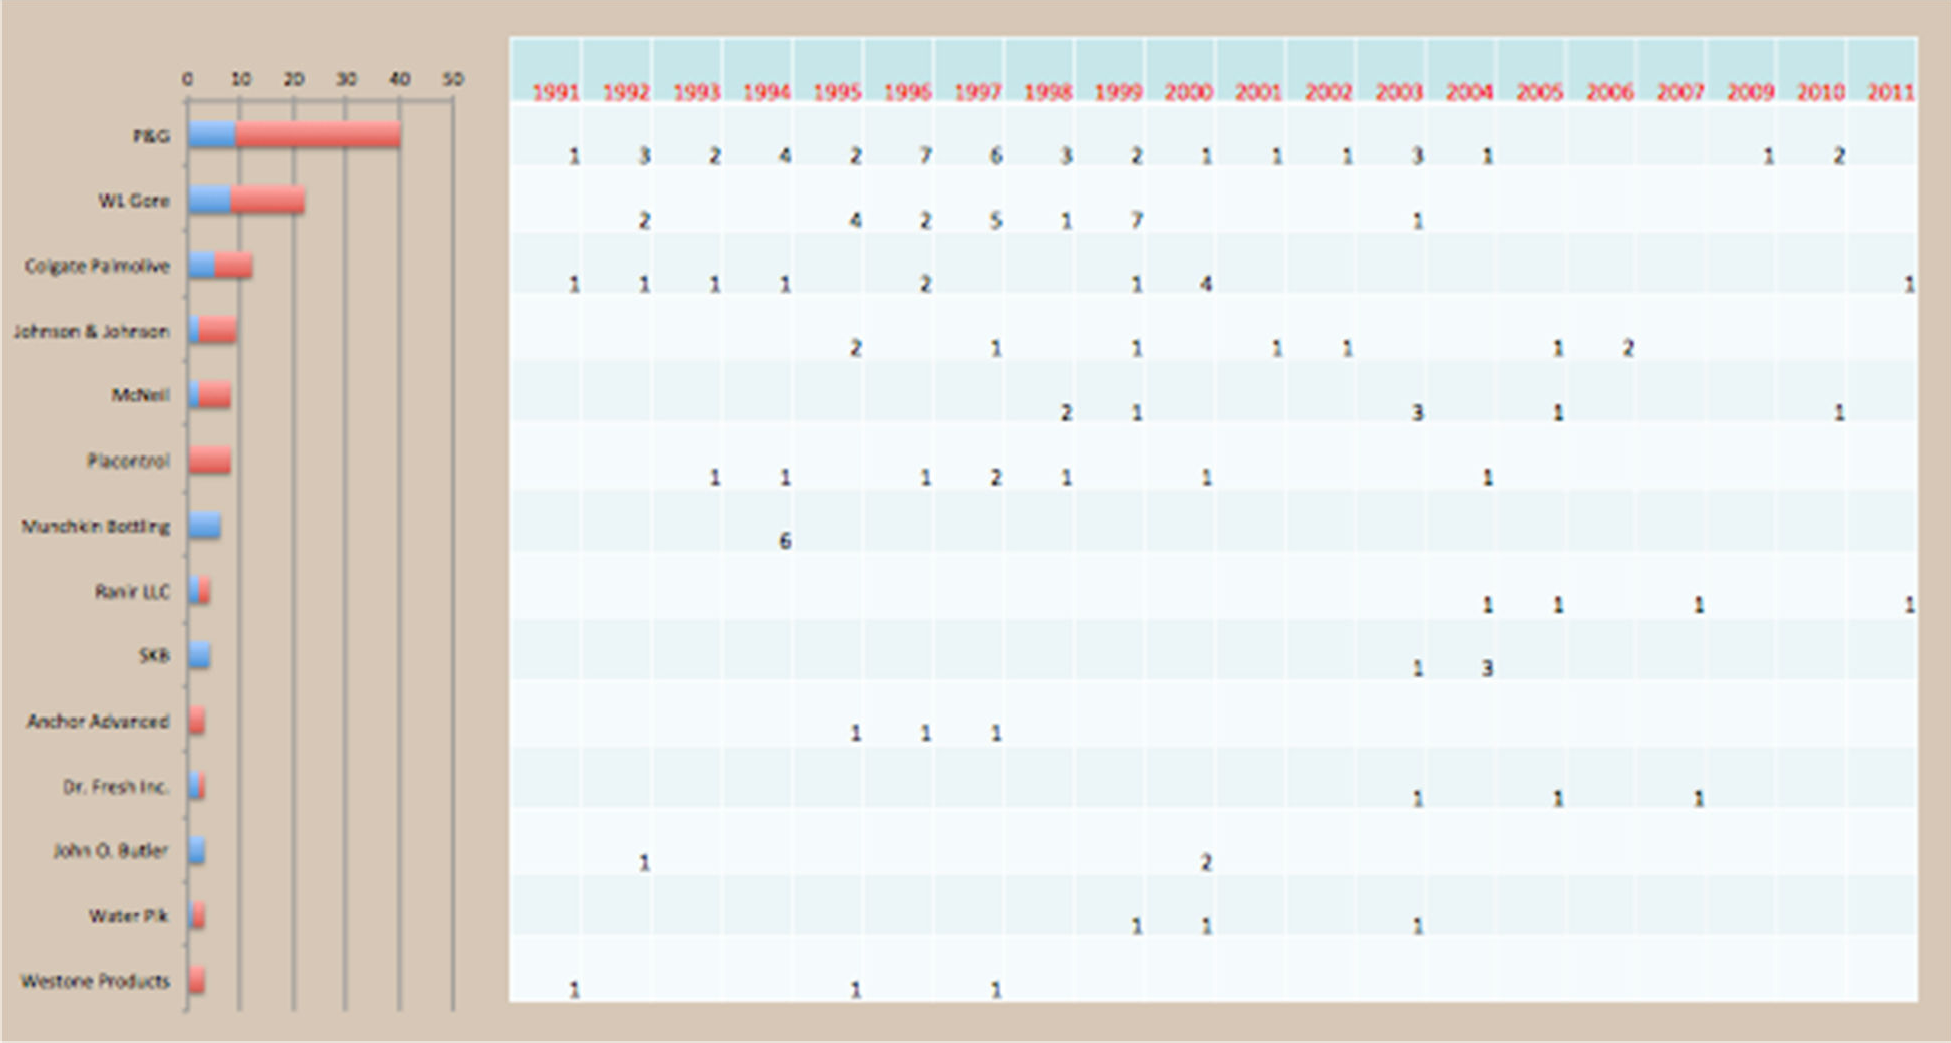 0 10 20 30 40 50
1991 1992 1993 1994 1995 1996 1997 1998 1999 2000 2001 2002 2003 2004 2005 2006 2007 2009 2010 2011
P&G 1 3 2 4 2 7 6 3 2 1 1 1 3 1 1 2
WL Gore 2 4 2 5 1 7 1
Colgate Palmolive 1 1 1 1 2 1 4 1
Johnson & Johnson 2 1 1 1 1 1 2
McNeil 2 1 3 1 1
Placontrol 1 1 1 2 1 1 1
Munchkin Bottling 6
Ranir LLC 1 1 1 1
SKB 1 3
Anchor Advanced 1 1 1
Dr. Fresh Inc. 1 1 1
John O. Butler 1 2
Water Pik 1 1 1
Westone Products 1 1 1